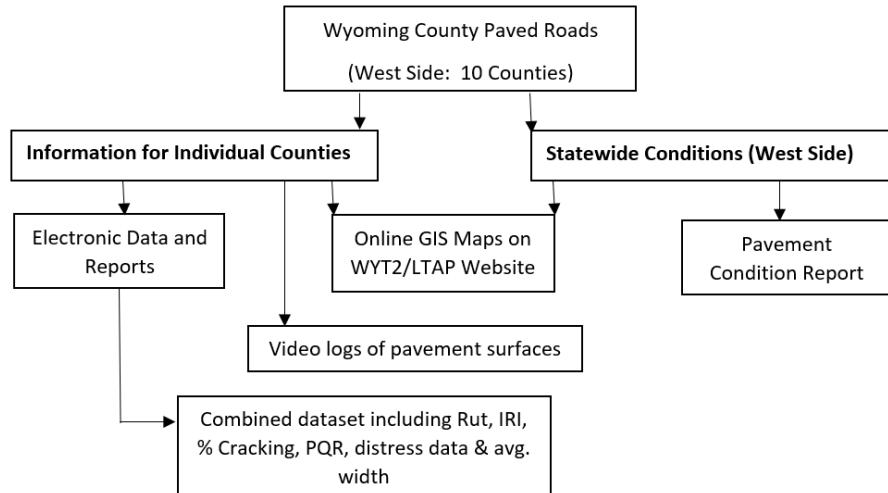 Wyoming County Paved Roads
(West Side:  10 Counties)
Information for Individual Counties
Statewide Conditions (West Side)
Electronic Data and
Reports
Online GIS Maps on
WYT2/LTAP Website
Pavement
Condition Report
Video logs of pavement surfaces
Combined dataset including Rut, IRI,
% Cracking, PQR, distress data & avg.
width